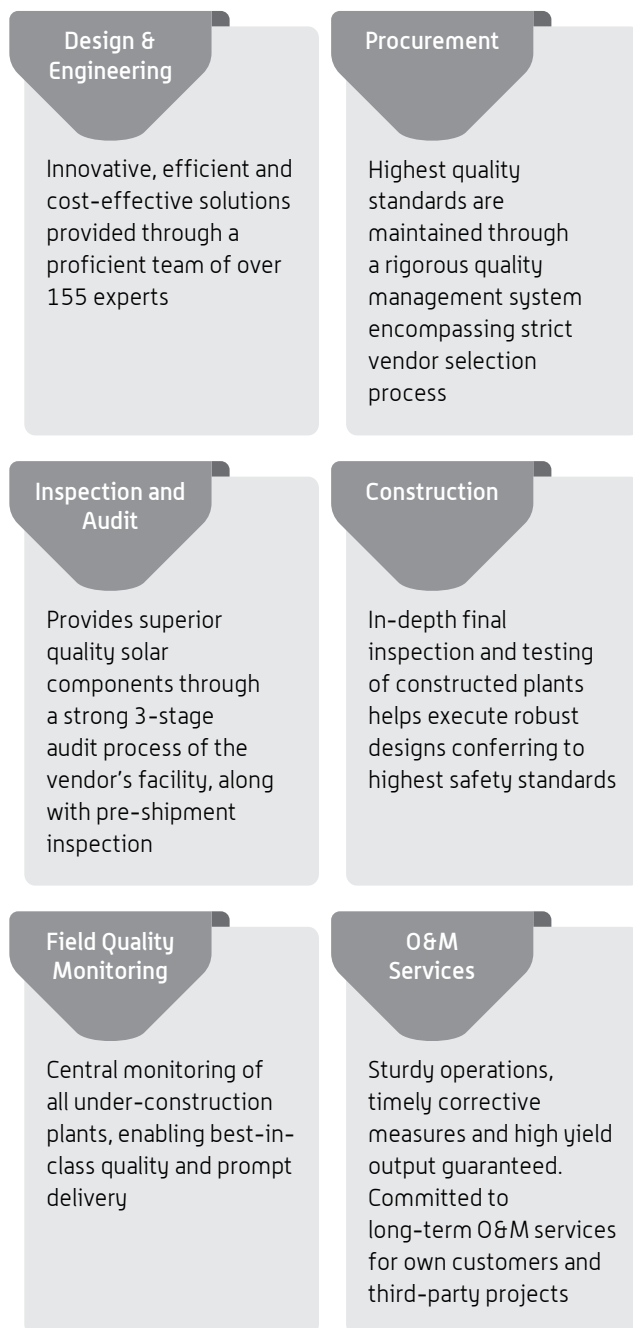 Design &
Engineering
Innovative, efficient and
cost-effective solutions
provided through a
proficient team of over
155 experts
Procurement
Highest quality
standards are
maintained through
a rigorous quality
management system
encompassing strict
vendor selection
process
Inspection and
Audit
Provides superior
quality solar
components through
a strong 3-stage
audit process of the
vendor's facility, along
with pre-shipment
inspection
Construction
In-depth final
inspection and testing
of constructed plants
helps execute robust
designs conferring to
highest safety standards
Field Quality
Monitoring
Central monitoring of
all under-construction
plants, enabling best-in-
class quality and prompt
delivery
O&M
Services
Sturdy operations,
timely corrective
measures and high yield
output guaranteed.
Committed to
long-term O&M services
for own customers and
third-party projects